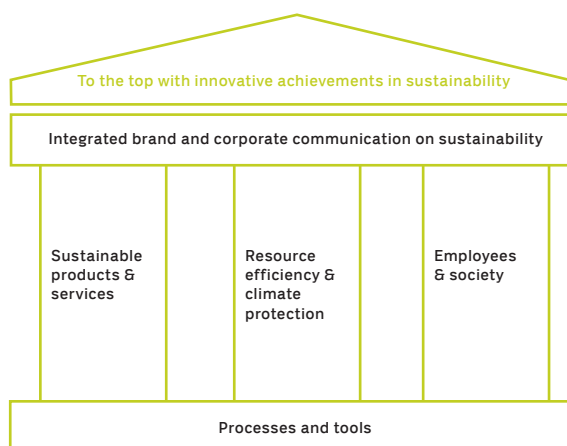 To the top with innovative achievements in sustainability
Integrated brand and corporate communication on sustainability
Sustainable
products &
services
Resource
efficiency &
climate
protection
Employees
& society
Processes and tools